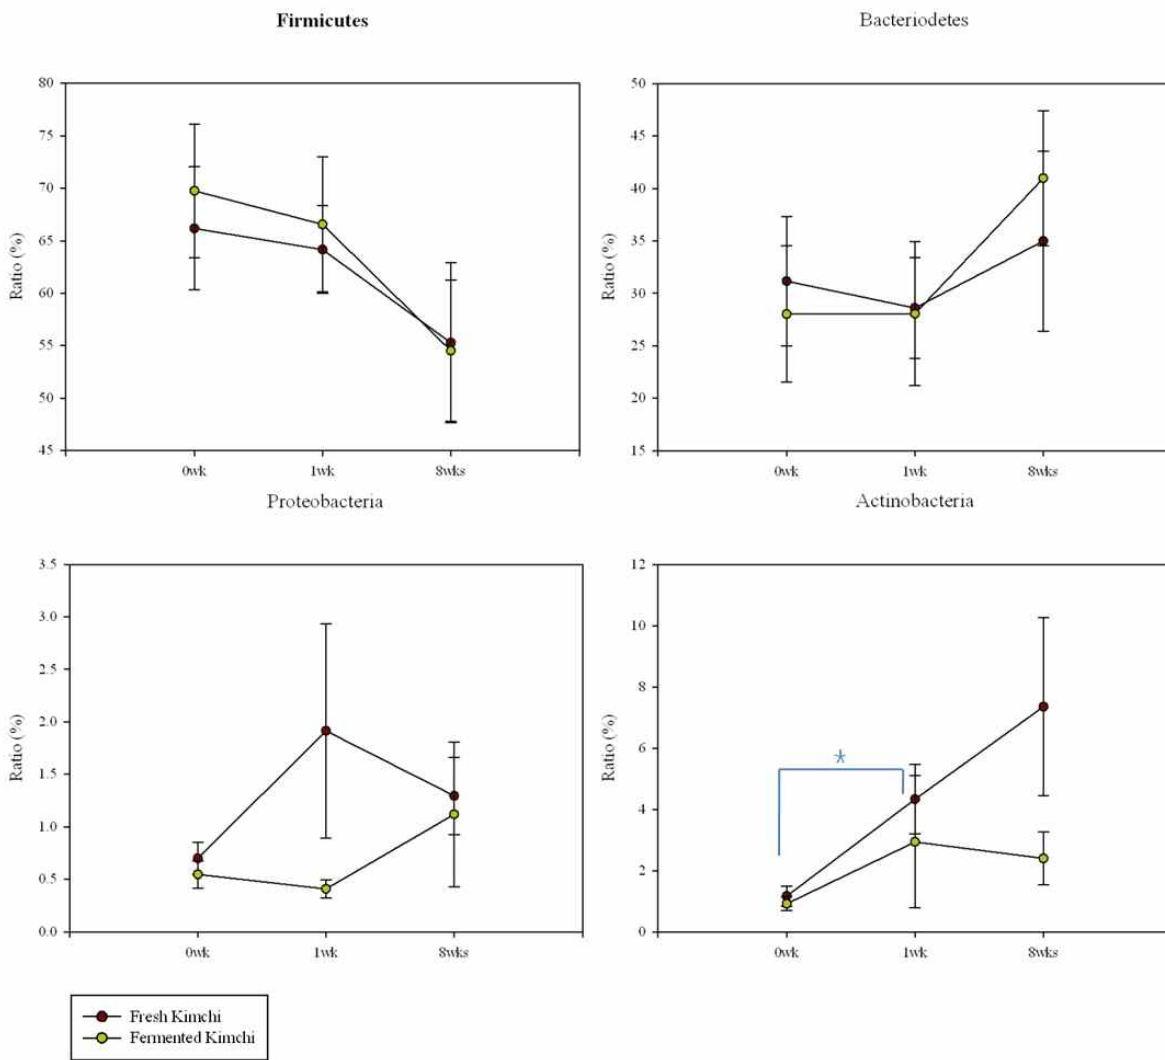 Firmicutes
Bacteriodetes
Ratio (%)
80
75
70
65
60
55
50
45
0wk
1wk
8wks
Ratio (%)
50
45
40
35
30
25
20
15
0wk
1wk
8wks
Proteobacteria
Actinobacteria
Ratio (%)
3.5
3.0
2.5
2.0
1.5
1.0
0.5
0.0
0wk
1wk
8wks
Ratio (%)
12
10
8
6
4
2
0
*
0wk
1wk
8wks
Fresh Kimchi
Fermented Kimchi